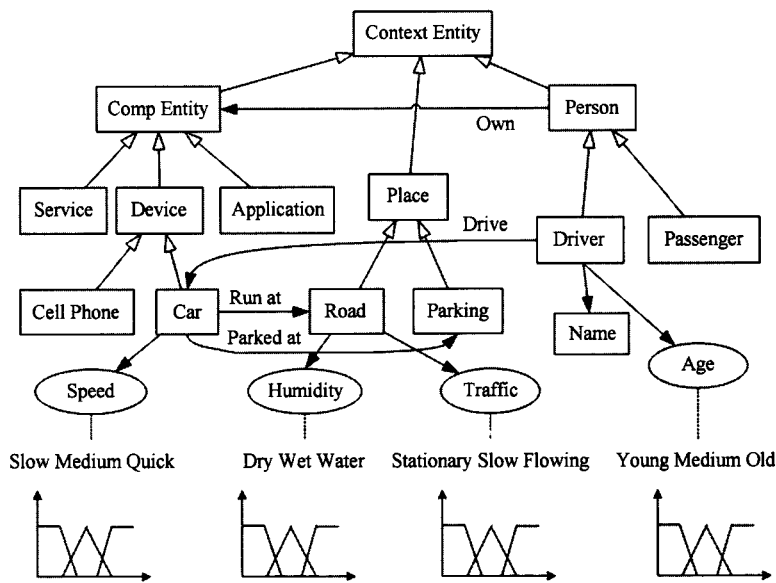 Context Entity
Comp Entity
Person
Own
Service
Device
Application
Place
Drive
Driver
Passenger
Cell Phone
Car
Run at
Road
Parking
Parked at
Name
Speed
Humidity
Traffic
Age
Slow Medium Quick
Dry Wet Water
Stationary Slow Flowing
Young Medium Old